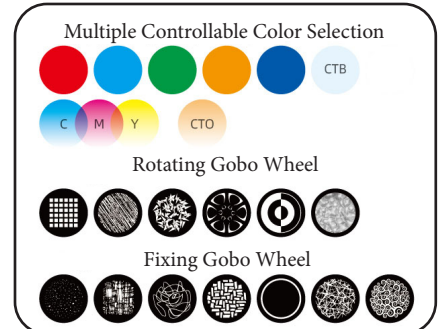 Multiple Controllable Color Selection
CTB
C M Y CTO
Rotating Gobo Wheel
Fixing Gobo Wheel